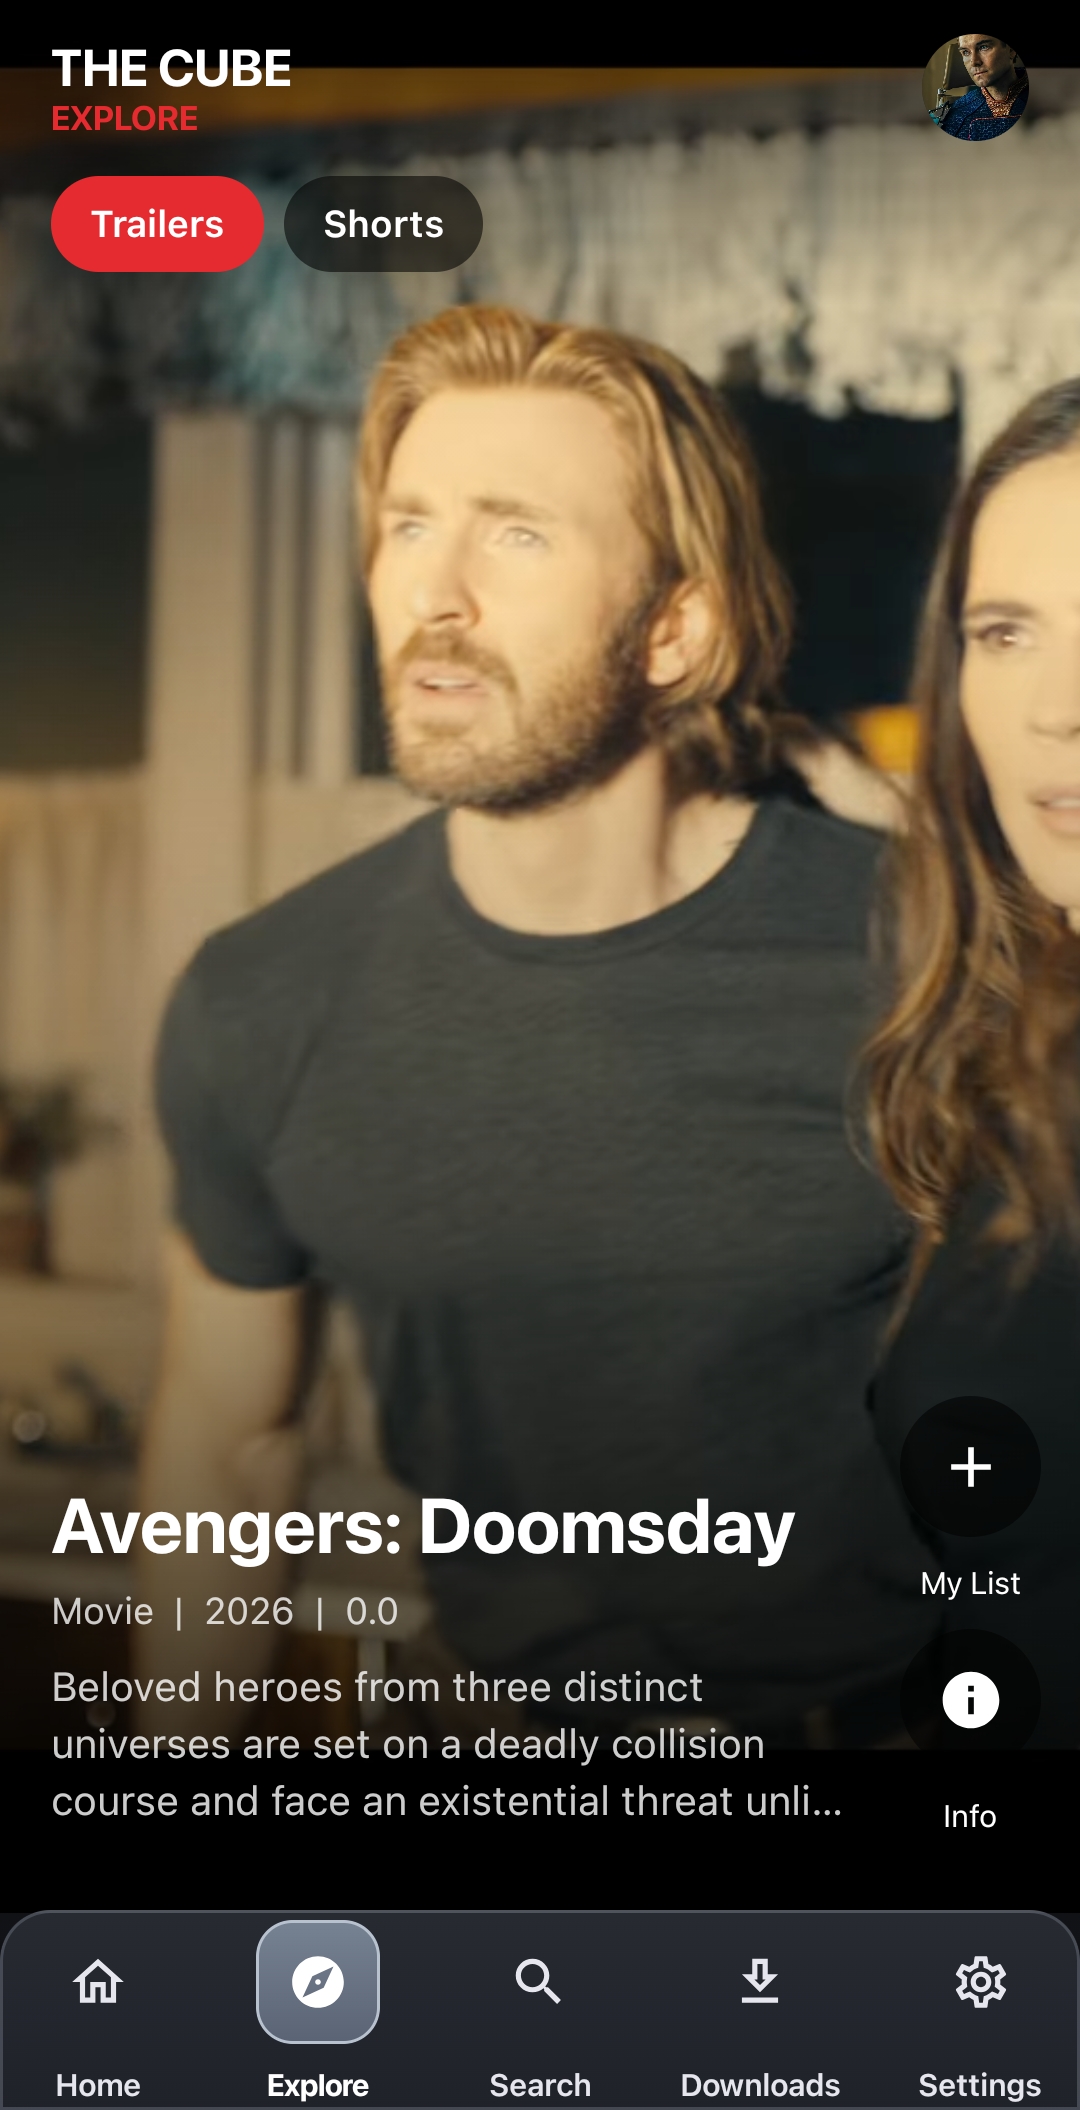 THE CUBE
EXPLORE
Trailers
Shorts
Avengers: Doomsday
Movie | 2026 | 0.0
Beloved heroes from three distinct
universes are set on a deadly collision
course and face an existential threat unli...
My List
Info
Home
Explore
Search
Downloads
Settings